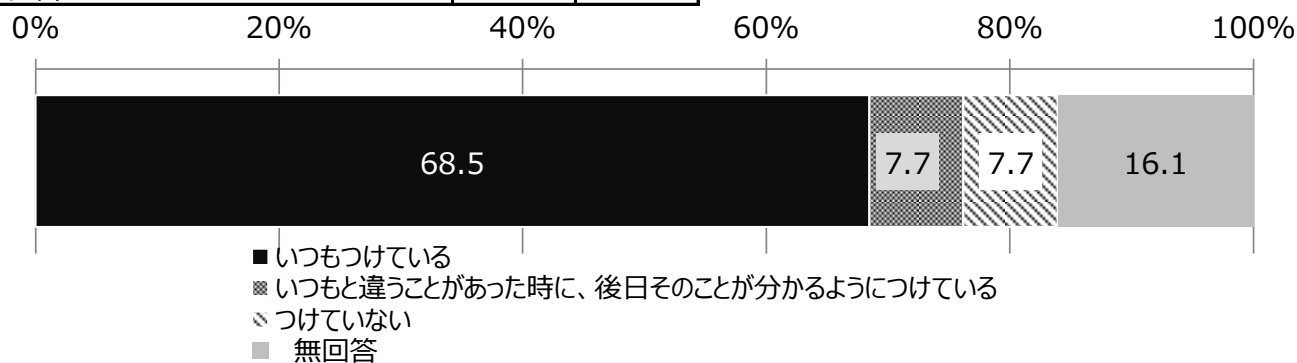 0% 20% 40% 60% 80% 100%
68.5 7.7 7.7 16.1
■ いつもつけている
いつもと違うことがあった時に、後日そのことが分かるようにつけている
つけていない
■ 無回答